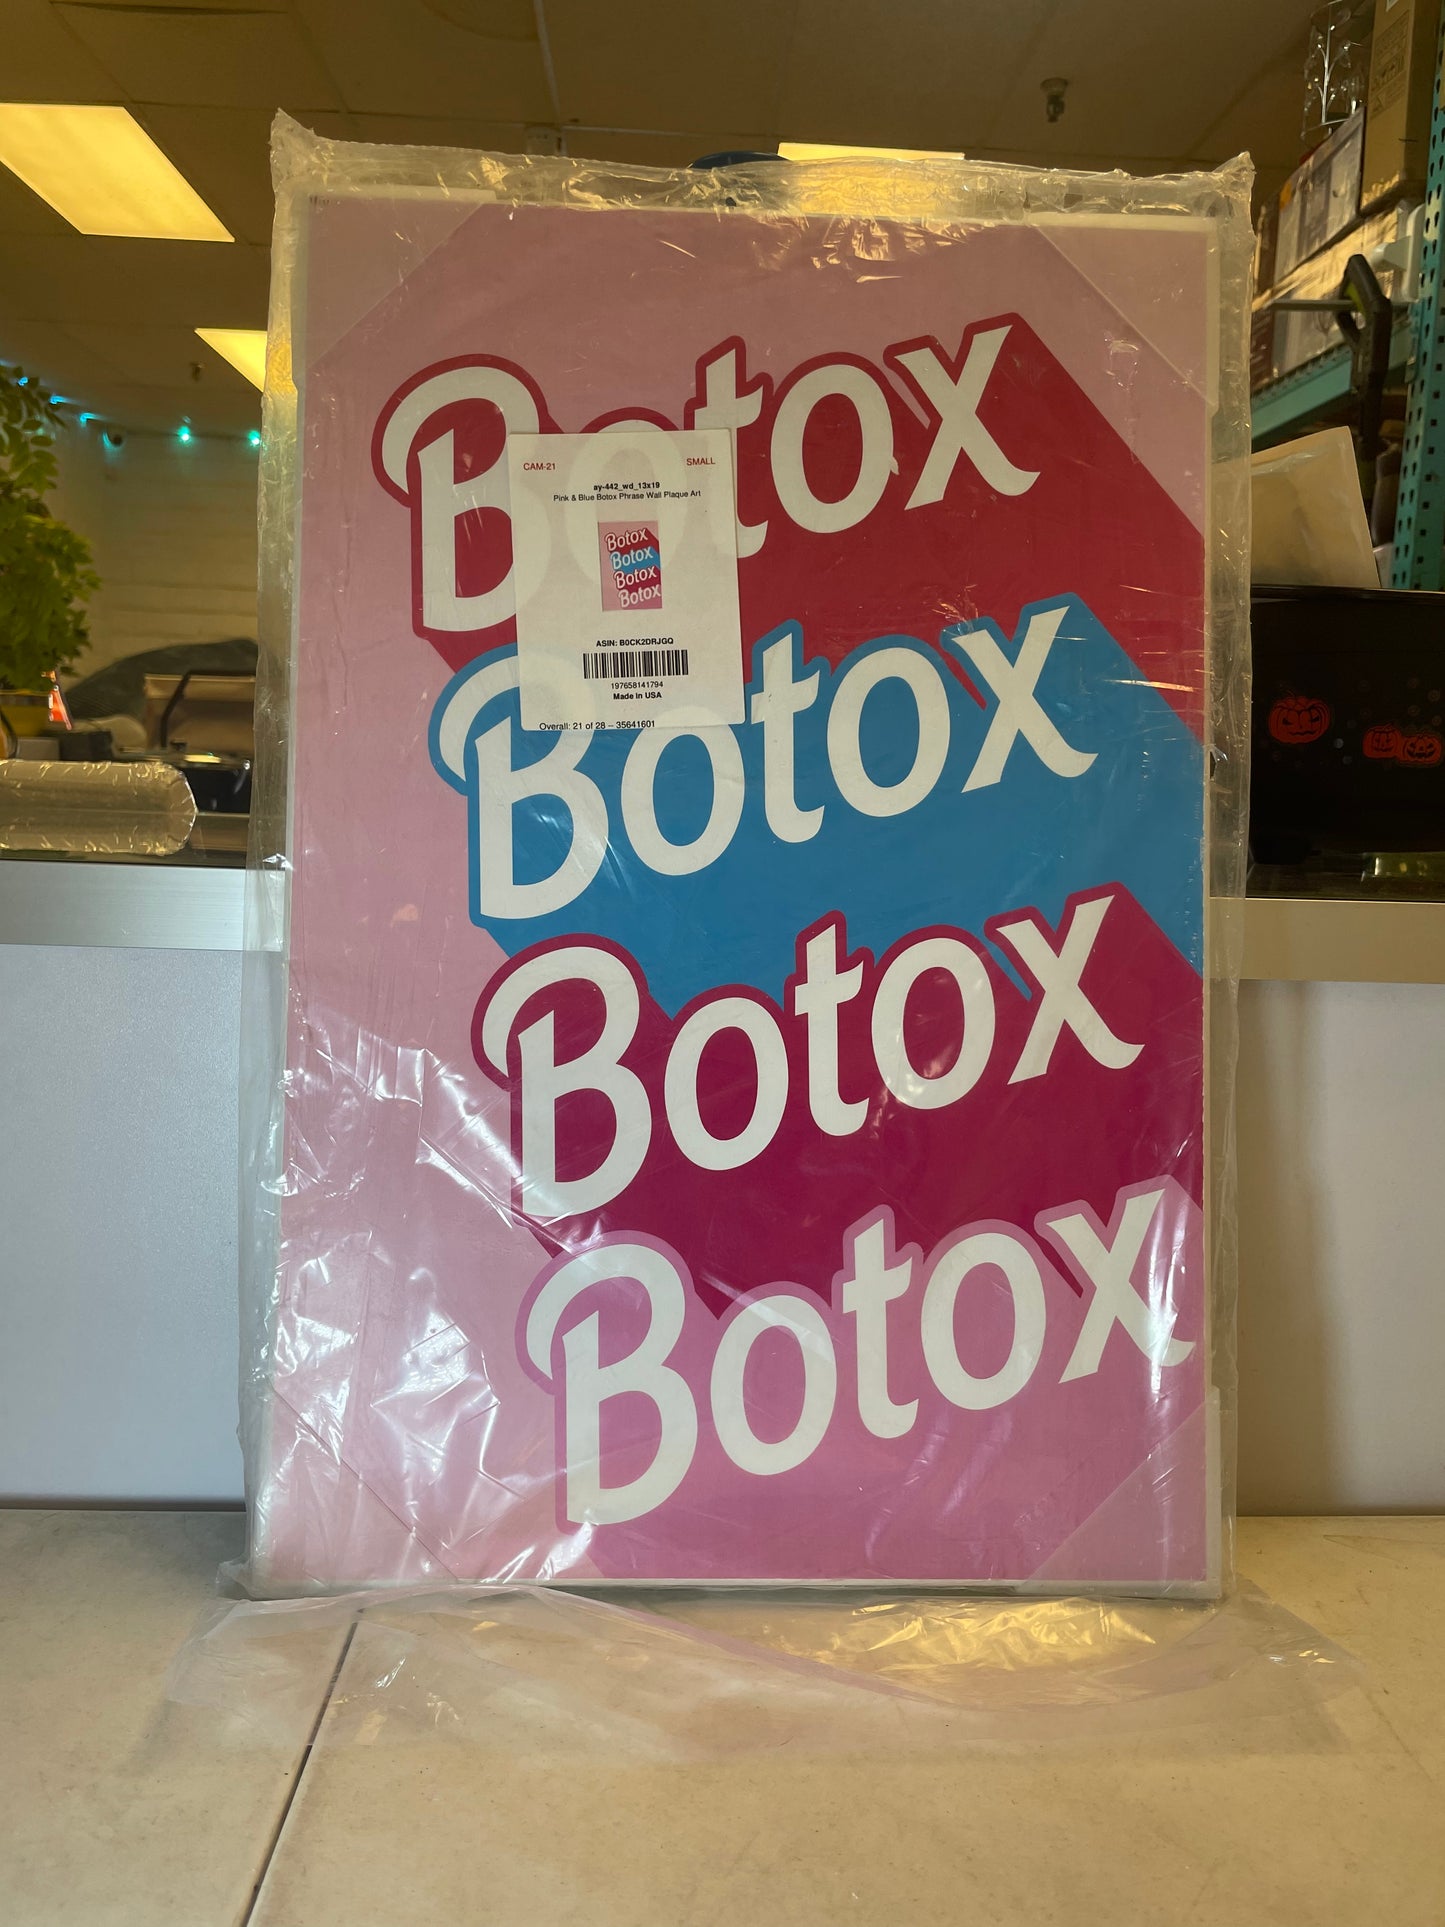 Botox
CAM-21 SMALL
ay-442_wd_13x19
Pink & Blue Botox Phrase Wall Plaque Art
Botox
Botox
Botox
Botox
ASIN: B0CK2DRJGQ
197658141794
Made in USA
Overall: 21 of 28 -- 35641601
Botox
Botox
Botox